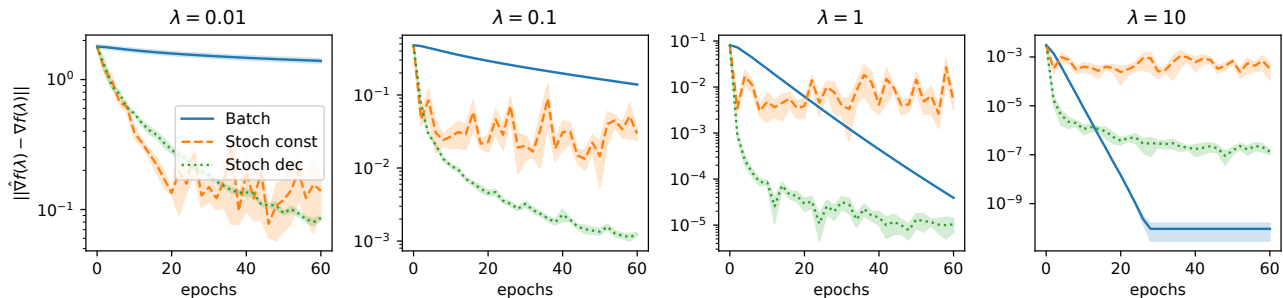 λ = 0.01
λ = 0.1
λ = 1
λ = 10
||∇̂f(λ) − ∇f(λ)||
10⁰
10⁻¹
Batch
Stoch const
Stoch dec
0 20 40 60
epochs
10⁻¹
10⁻²
10⁻³
0 20 40 60
epochs
10⁻¹
10⁻²
10⁻³
10⁻⁴
10⁻⁵
0 20 40 60
epochs
10⁻³
10⁻⁵
10⁻⁷
10⁻⁹
0 20 40 60
epochs